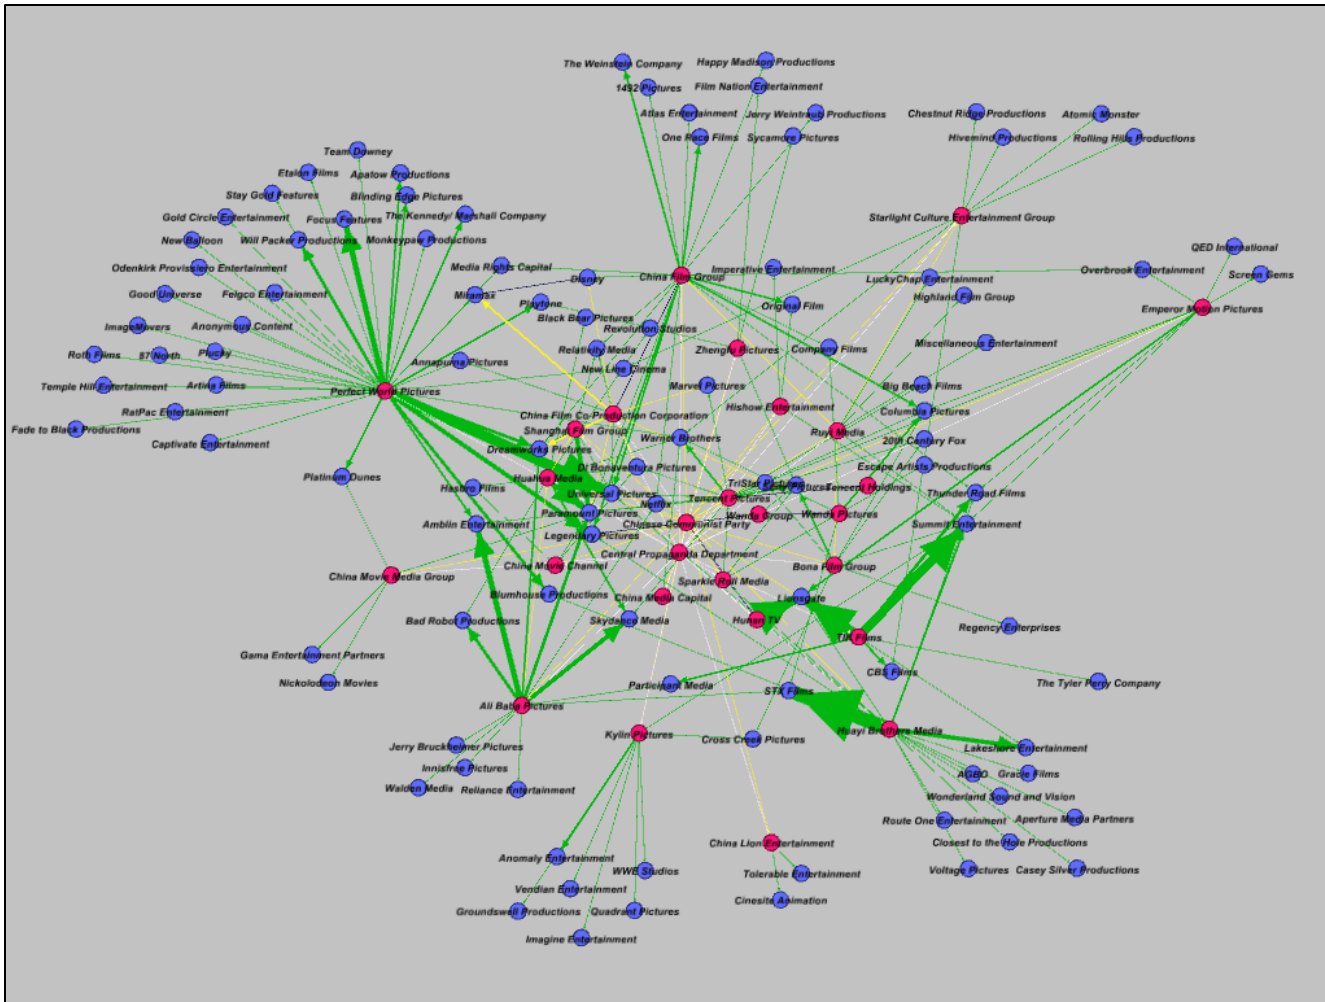 The Weinstein Company
Happy Madison Productions
1492 Pictures
Film Nation Entertainment
Atlas Entertainment
Jerry Weintraub Productions
Chestnut Ridge Productions
Atomic Monster
One Race Films
Sycamore Pictures
Hivemind Productions
Rolling Hills Productions
Team Downey
Etalon Films
Apatow Productions
Stay Gold Features
Blinding Edge Pictures
Gold Circle Entertainment
Focus Features
The Kennedy/ Marshall Company
Starlight Culture Entertainment Group
New Balloon
Will Packer Productions
Monkeypaw Productions
QED International
Odenkirk Provissiero Entertainment
Media Rights Capital
China Film Group
Imperative Entertainment
Overbrook Entertainment
Screen Gems
Disney
LuckyChap Entertainment
Good Universe
Feigco Entertainment
Miramax
Playtone
Original Film
Highland Film Group
Emperor Motion Pictures
ImageMovers
Anonymous Content
Black Bear Pictures
Revolution Studios
Roth Films
87 North
Plucky
Annapurna Pictures
Relativity Media
Zhengfu Pictures
Company Films
Miscellaneous Entertainment
New Line Cinema
Temple Hill Entertainment
Artina Films
Perfect World Pictures
Marvel Pictures
Big Beach Films
RatPac Entertainment
China Film Co-Production Corporation
Hishow Entertainment
Columbia Pictures
Fade to Black Productions
Captivate Entertainment
Shanghai Film Group
Warner Brothers
Ruyi Media
20th Century Fox
Dreamworks Pictures
Platinum Dunes
Di Bonaventura Pictures
Escape Artists Productions
Huahua Media
Hasbro Films
Universal Pictures
Netflix
Tencent Pictures
TriStar Pictures
Tencent Holdings
Thunder Road Films
Paramount Pictures
Wanda Group
Wanda Pictures
Amblin Entertainment
Legendary Pictures
Chinese Communist Party
Summit Entertainment
Central Propaganda Department
China Movie Media Group
China Movie Channel
Sparkle Roll Media
Bona Film Group
Blumhouse Productions
China Media Capital
Lionsgate
Bad Robot Productions
Skydance Media
Hunan TV
Regency Enterprises
TIK Films
Gama Entertainment Partners
Nickolodeon Movies
Participant Media
STX Films
CBS Films
The Tyler Perry Company
Ali Baba Pictures
Kylin Pictures
Cross Creek Pictures
Huayi Brothers Media
Jerry Bruckheimer Pictures
Lakeshore Entertainment
Innisfree Pictures
AGBO
Gracie Films
Walden Media
Reliance Entertainment
Wonderland Sound and Vision
Route One Entertainment
Aperture Media Partners
China Lion Entertainment
Closest to the Hole Productions
Anomaly Entertainment
WWE Studios
Tolerable Entertainment
Voltage Pictures
Casey Silver Productions
Vendian Entertainment
Cinesite Animation
Groundswell Productions
Quadrant Pictures
Imagine Entertainment